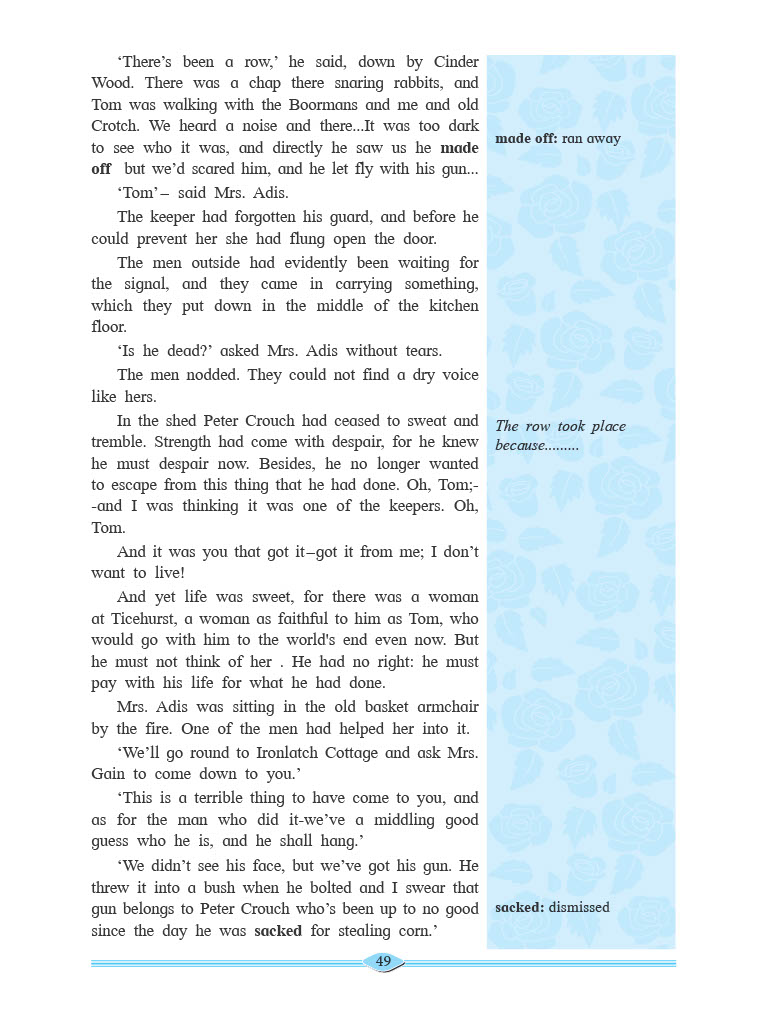 ‘There’s been a row,’ he said, down by Cinder
Wood. There was a chap there snaring rabbits, and
Tom was walking with the Boormans and me and old
Crotch. We heard a noise and there...It was too dark
to see who it was, and directly he saw us he made
off but we’d scared him, and he let fly with his gun...
‘Tom’– said Mrs. Adis.
The keeper had forgotten his guard, and before he
could prevent her she had flung open the door.
The men outside had evidently been waiting for
the signal, and they came in carrying something,
which they put down in the middle of the kitchen
floor.
‘Is he dead?’ asked Mrs. Adis without tears.
The men nodded. They could not find a dry voice
like hers.
In the shed Peter Crouch had ceased to sweat and
tremble. Strength had come with despair, for he knew
he must despair now. Besides, he no longer wanted
to escape from this thing that he had done. Oh, Tom;-
-and I was thinking it was one of the keepers. Oh,
Tom.
And it was you that got it–got it from me; I don’t
want to live!
And yet life was sweet, for there was a woman
at Ticehurst, a woman as faithful to him as Tom, who
would go with him to the world's end even now. But
he must not think of her . He had no right: he must
pay with his life for what he had done.
Mrs. Adis was sitting in the old basket armchair
by the fire. One of the men had helped her into it.
‘We’ll go round to Ironlatch Cottage and ask Mrs.
Gain to come down to you.’
‘This is a terrible thing to have come to you, and
as for the man who did it-we’ve a middling good
guess who he is, and he shall hang.’
‘We didn’t see his face, but we’ve got his gun. He
threw it into a bush when he bolted and I swear that
gun belongs to Peter Crouch who’s been up to no good
since the day he was sacked for stealing corn.’
made off: ran away
The row took place
because.........
sacked: dismissed
49